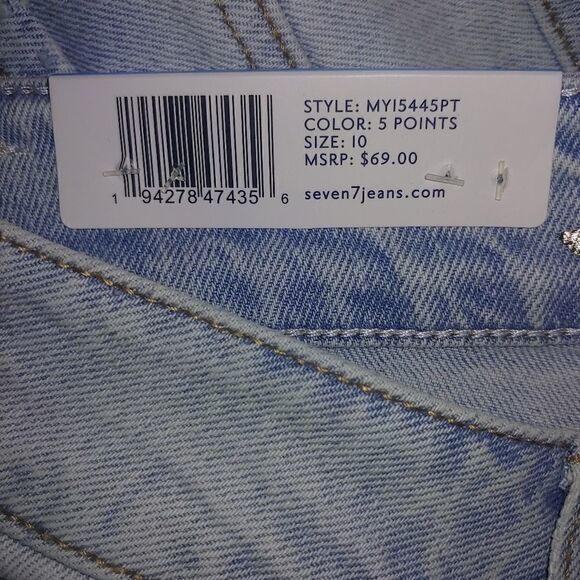 STYLE: MYI5445PT
COLOR: 5 POINTS
SIZE: 10
MSRP: $69.00
seven7jeans.com
1 94278 47435 6